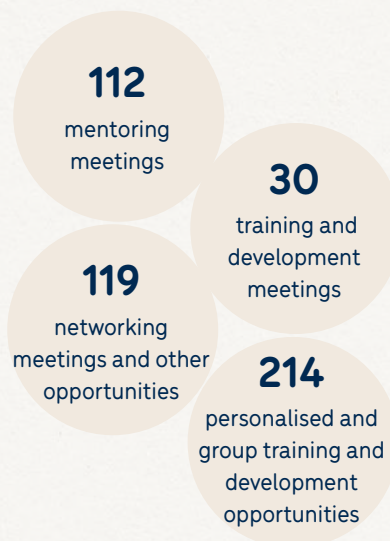 112
mentoring
meetings
30
training and
development
meetings
119
networking
meetings and other
opportunities
214
personalised and
group training and
development
opportunities